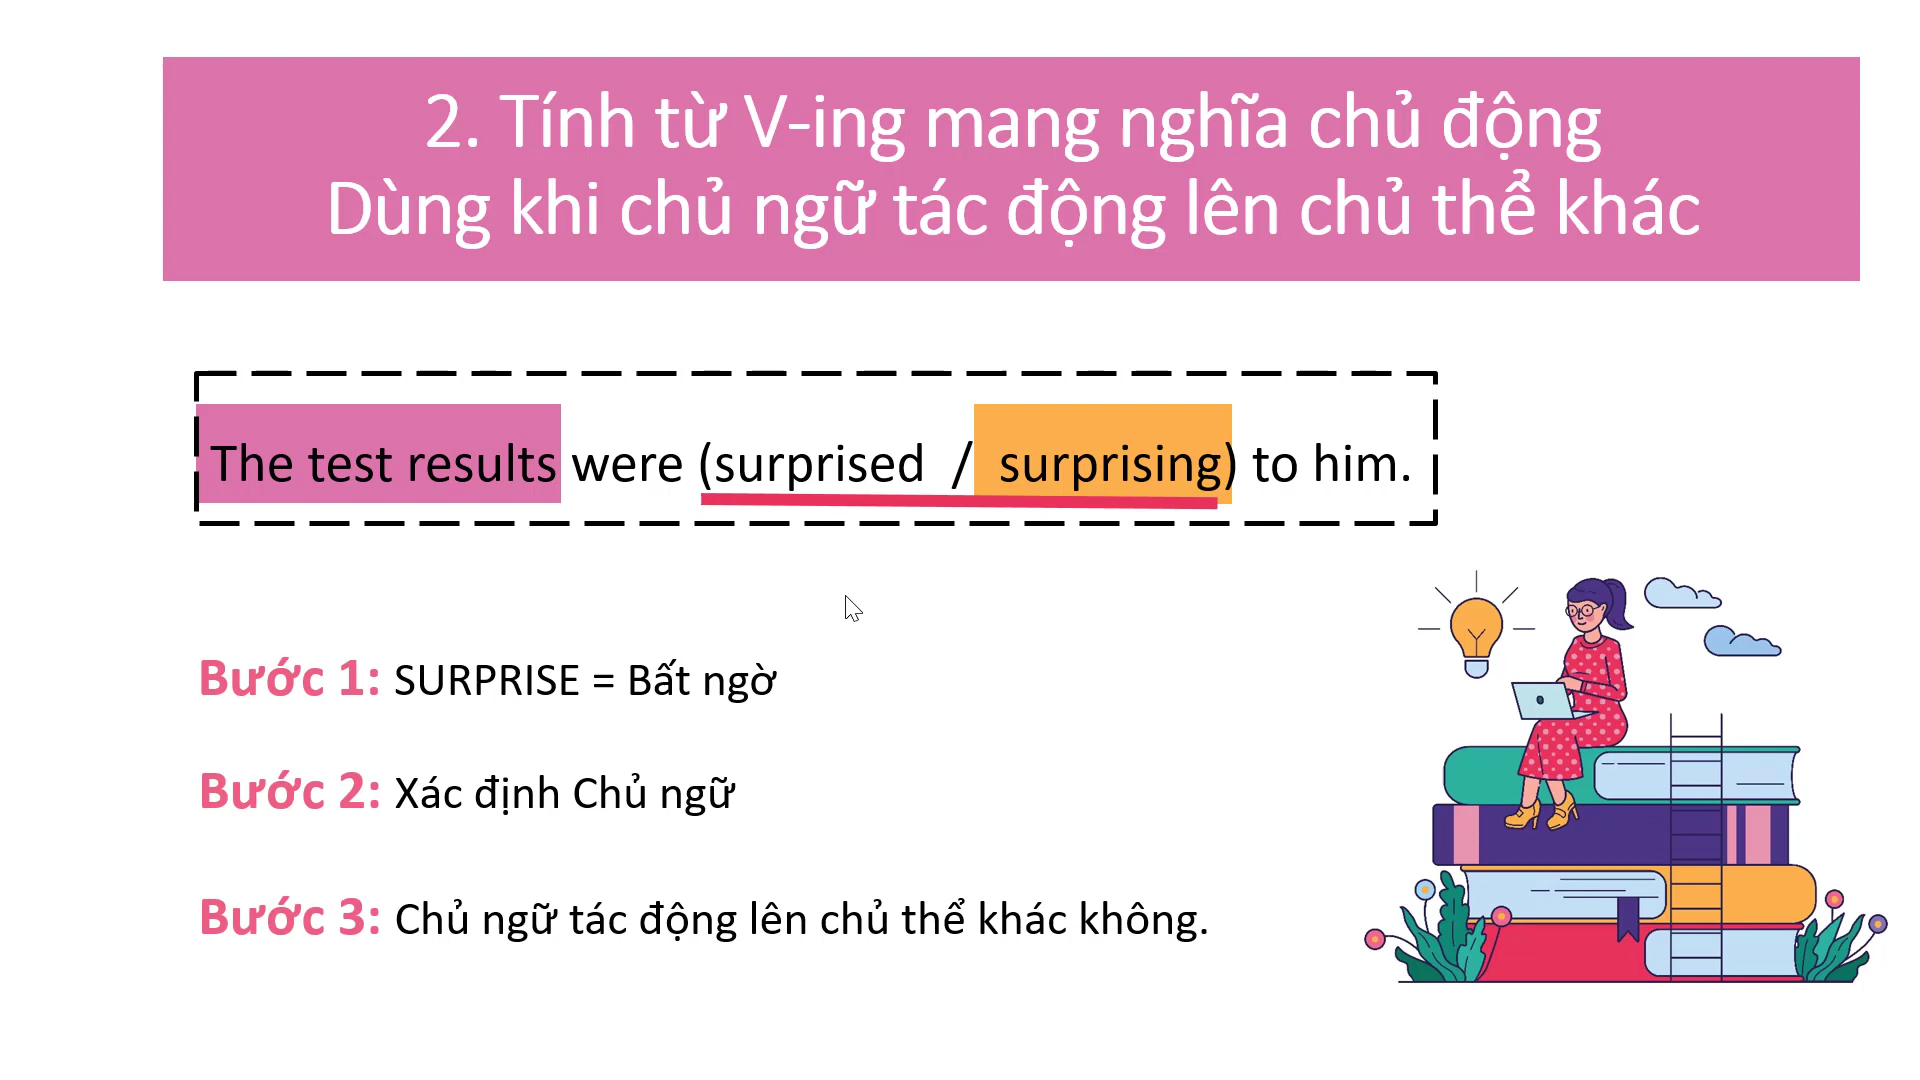 2. Tính từ V-ing mang nghĩa chủ động
Dùng khi chủ ngữ tác động lên chủ thể khác
The test results were (surprised / surprising) to him.
Bước 1: SURPRISE = Bất ngờ
Bước 2: Xác định Chủ ngữ
Bước 3: Chủ ngữ tác động lên chủ thể khác không.